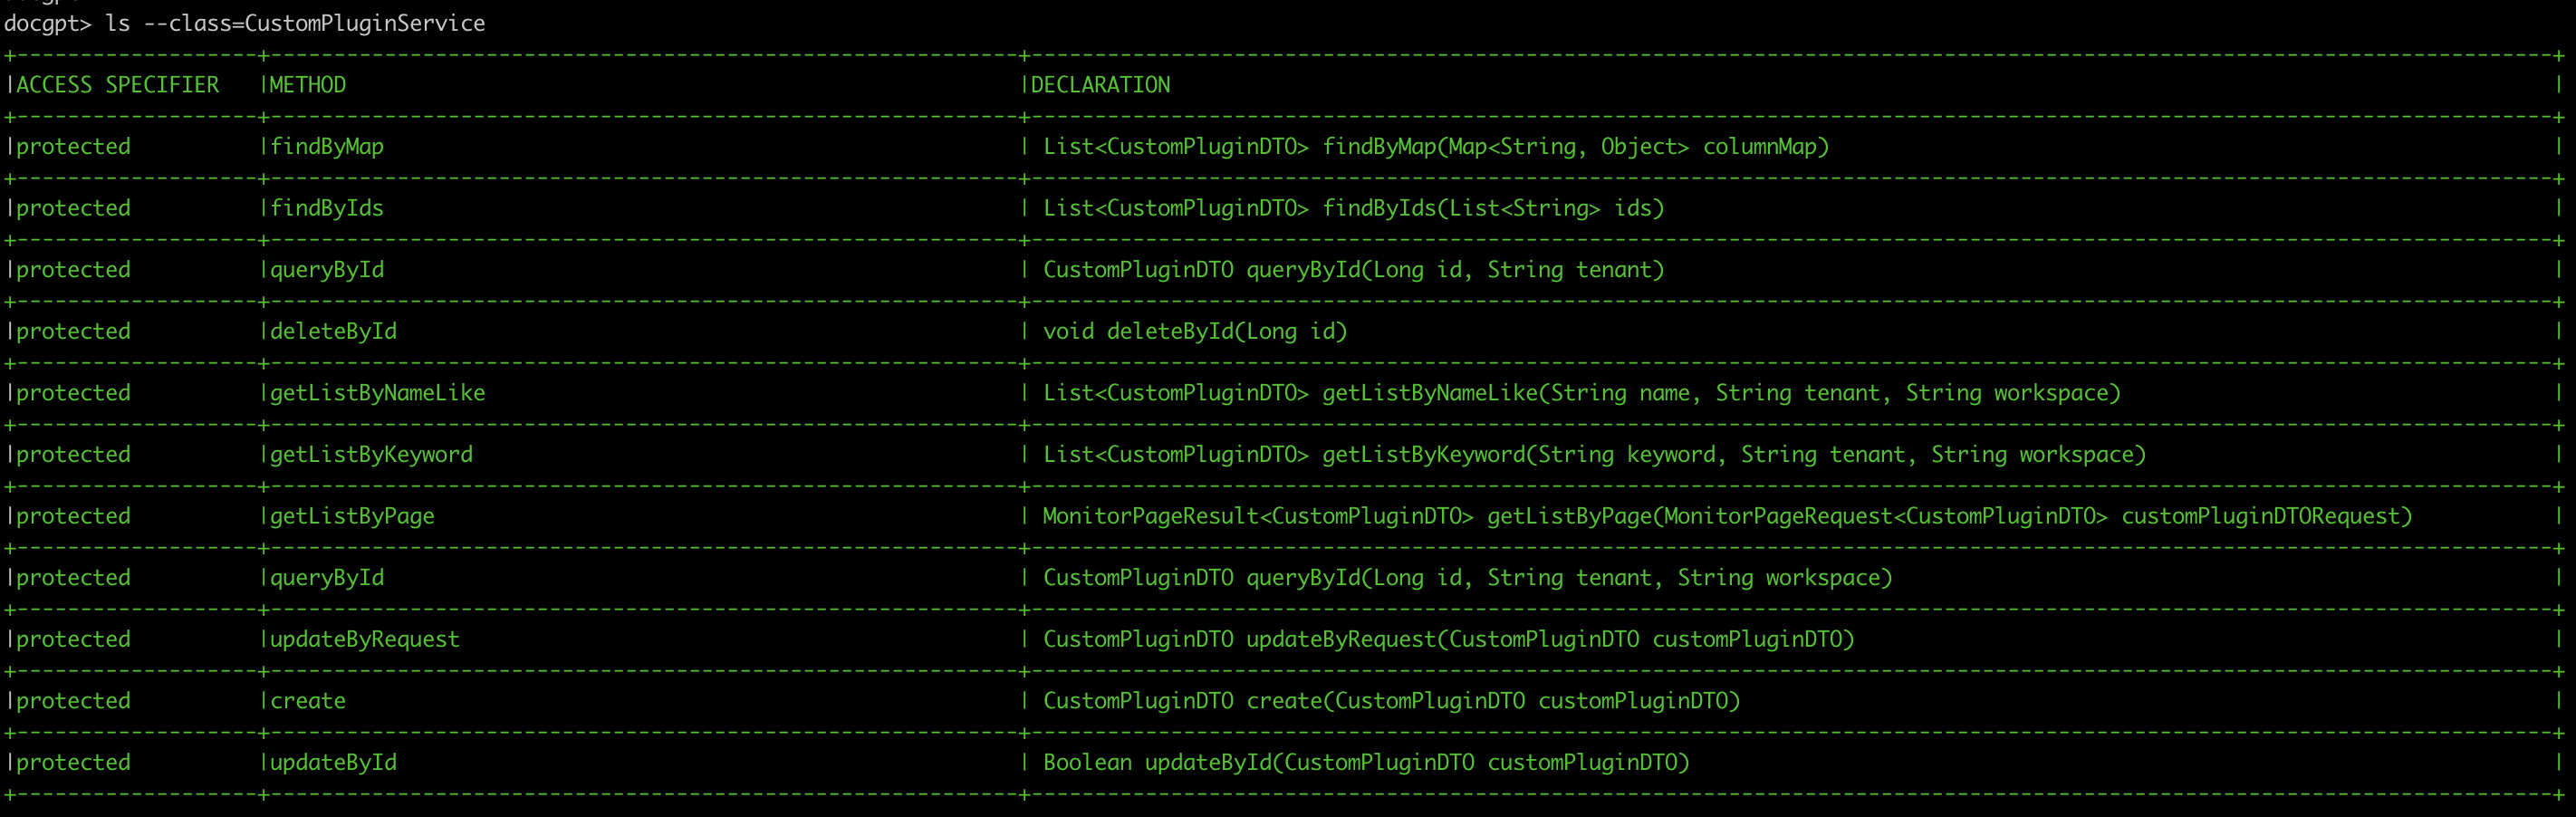 docgpt> ls --class=CustomPluginService
|ACCESS SPECIFIER |METHOD |DECLARATION |
|protected |findByMap | List<CustomPluginDTO> findByMap(Map<String, Object> columnMap) |
|protected |findByIds | List<CustomPluginDTO> findByIds(List<String> ids) |
|protected |queryById | CustomPluginDTO queryById(Long id, String tenant) |
|protected |deleteById | void deleteById(Long id) |
|protected |getListByNameLike | List<CustomPluginDTO> getListByNameLike(String name, String tenant, String workspace) |
|protected |getListByKeyword | List<CustomPluginDTO> getListByKeyword(String keyword, String tenant, String workspace) |
|protected |getListByPage | MonitorPageResult<CustomPluginDTO> getListByPage(MonitorPageRequest<CustomPluginDTO> customPluginDTORequest) |
|protected |queryById | CustomPluginDTO queryById(Long id, String tenant, String workspace) |
|protected |updateByRequest | CustomPluginDTO updateByRequest(CustomPluginDTO customPluginDTO) |
|protected |create | CustomPluginDTO create(CustomPluginDTO customPluginDTO) |
|protected |updateById | Boolean updateById(CustomPluginDTO customPluginDTO) |